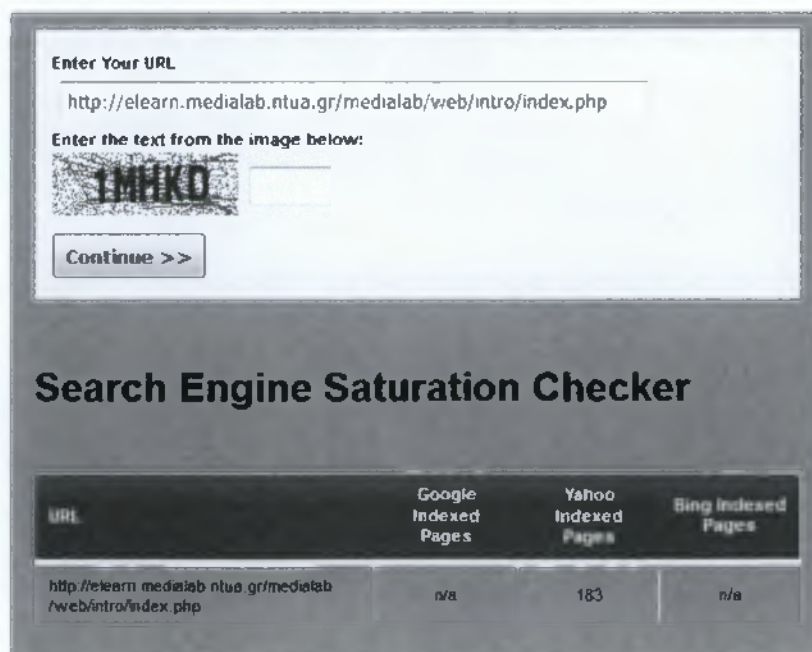 Enter Your URL
http://elearn.medialab.ntua.gr/medialab/web/intro/index.php
Enter the text from the image below:
1MHKD
Continue >>
Search Engine Saturation Checker
URL
Google
Indexed
Pages
Yahoo
Indexed
Pages
Bing Indexed
Pages
http://elearn.medialab.ntua.gr/medialab
/web/intro/index.php
n/a
183
n/a